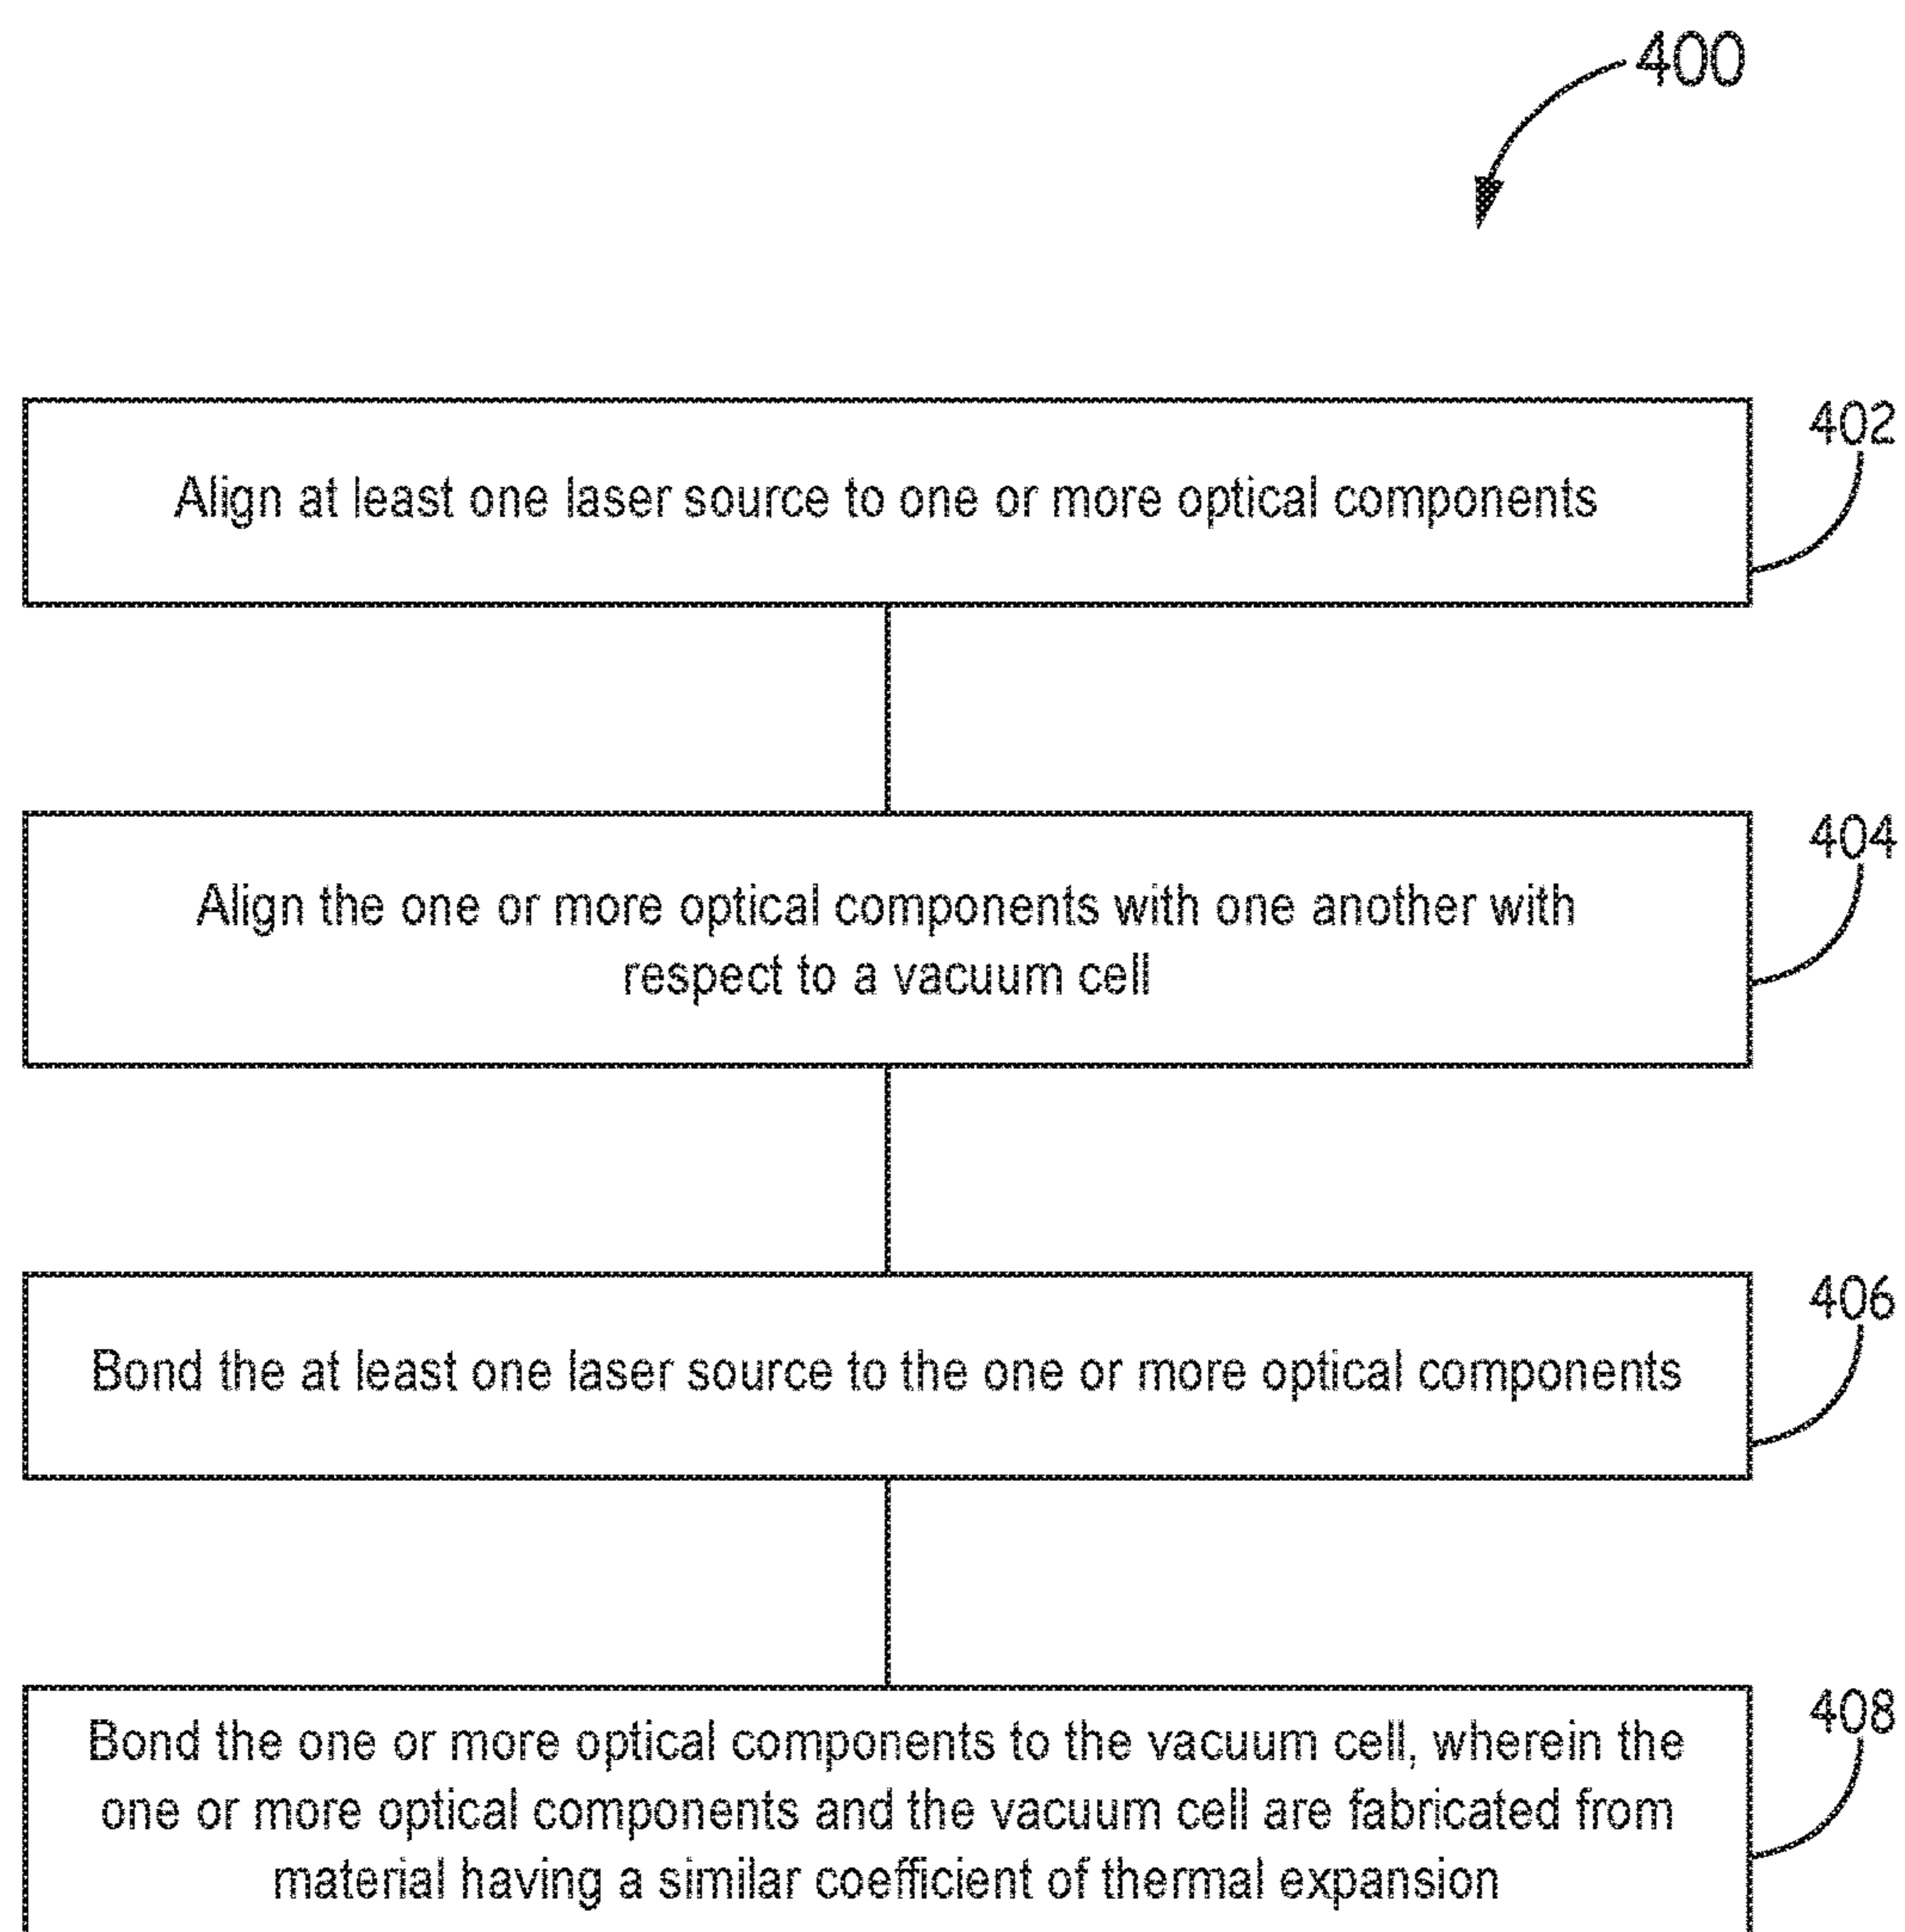 400
402
Align at least one laser source to one or more optical components
404
Align the one or more optical components with one another with
respect to a vacuum cell
406
Bond the at least one laser source to the one or more optical components
408
Bond the one or more optical components to the vacuum cell, wherein the
one or more optical components and the vacuum cell are fabricated from
material having a similar coefficient of thermal expansion